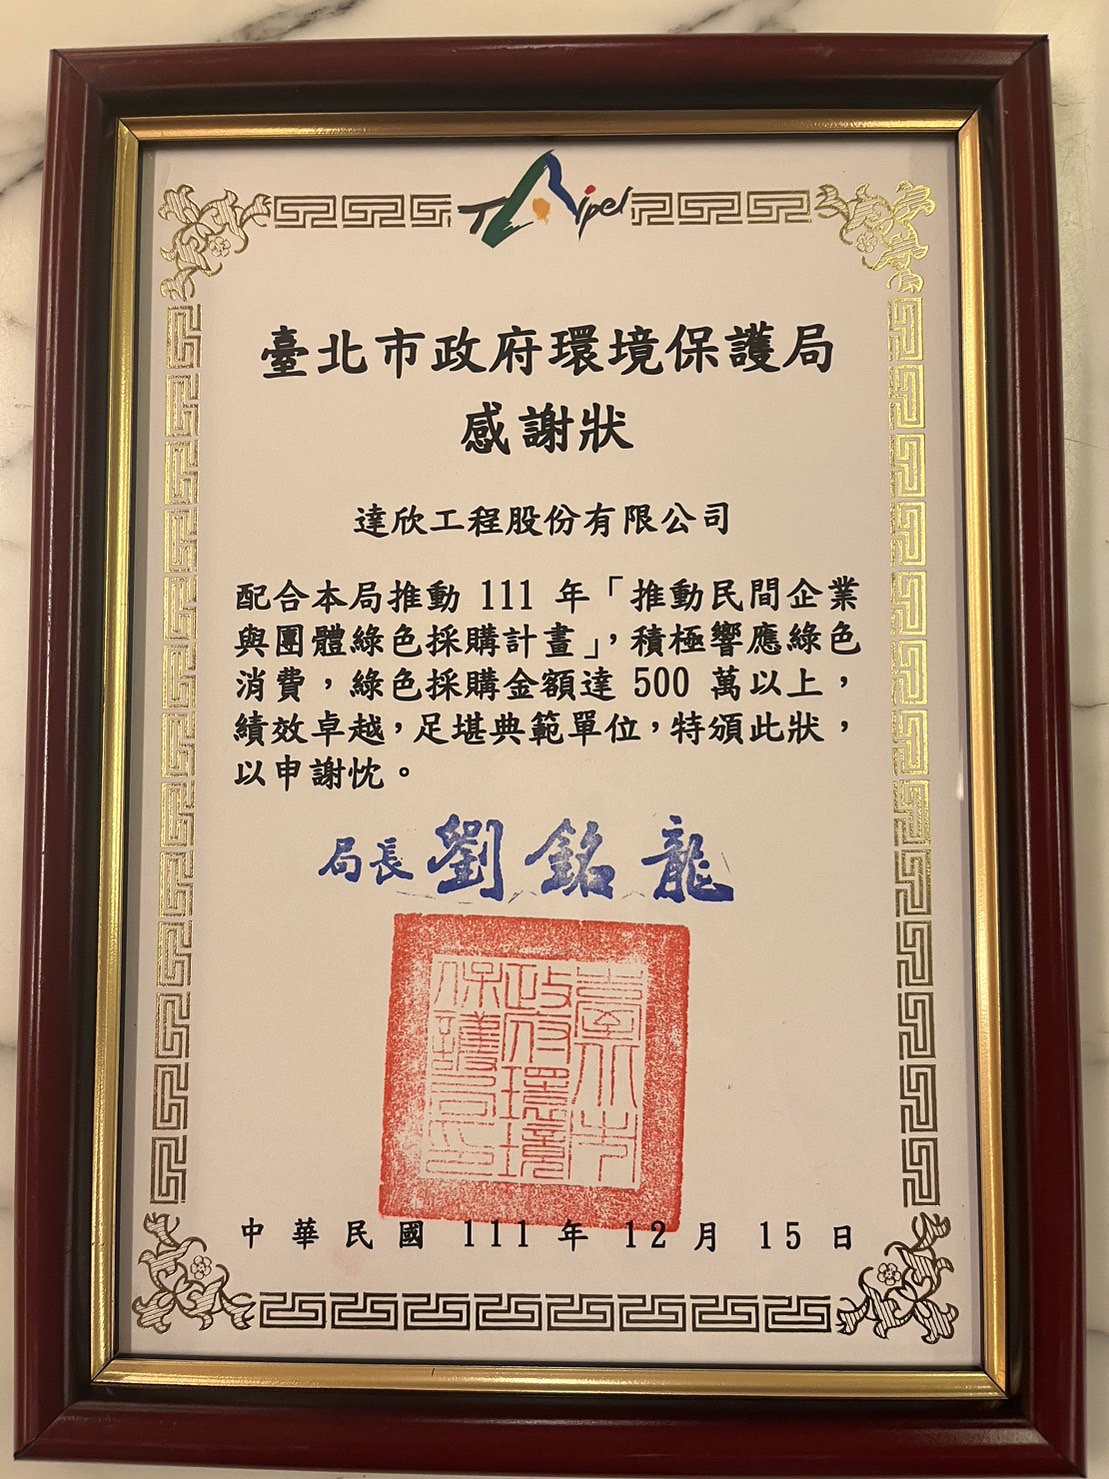 Taipei
臺北市政府環境保護局
感謝狀
達欣工程股份有限公司
配合本局推動 111 年「推動民間企業
與團體綠色採購計畫」,積極響應綠色
消費,綠色採購金額達 500 萬以上,
績效卓越,足堪典範單位,特頒此狀,
以申謝忱。
局長 劉銘龍
臺北市
政府環境
保護局印
中華民國 111 年 12 月 15 日